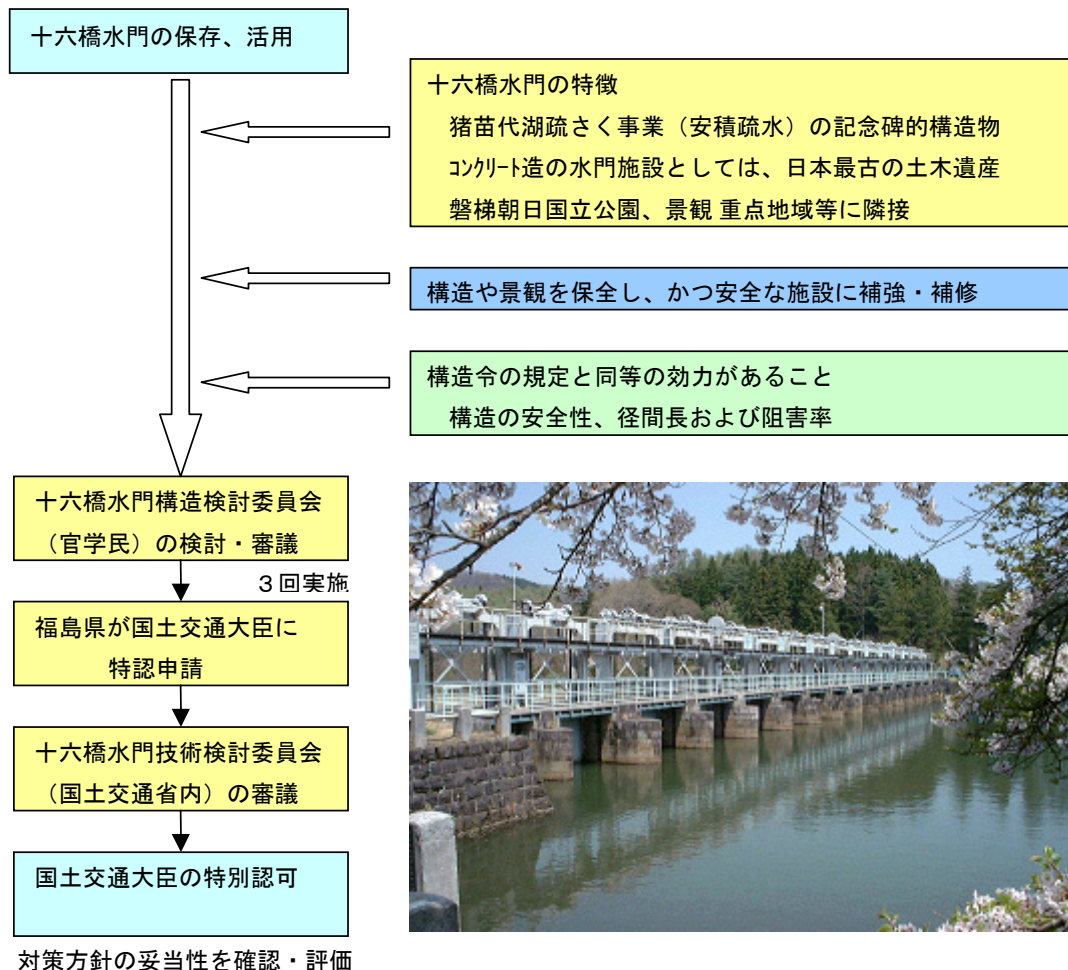 十六橋水門の保存、活用
十六橋水門の特徴
猪苗代湖疏さく事業（安積疏水）の記念碑的構造物
ｺﾝｸﾘｰﾄ造の水門施設としては、日本最古の土木遺産
磐梯朝日国立公園、景観 重点地域等に隣接
構造や景観を保全し、かつ安全な施設に補強・補修
構造令の規定と同等の効力があること
構造の安全性、径間長および阻害率
十六橋水門構造検討委員会
（官学民）の検討・審議
３回実施
福島県が国土交通大臣に
特認申請
十六橋水門技術検討委員会
（国土交通省内）の審議
国土交通大臣の特別認可
対策方針の妥当性を確認・評価